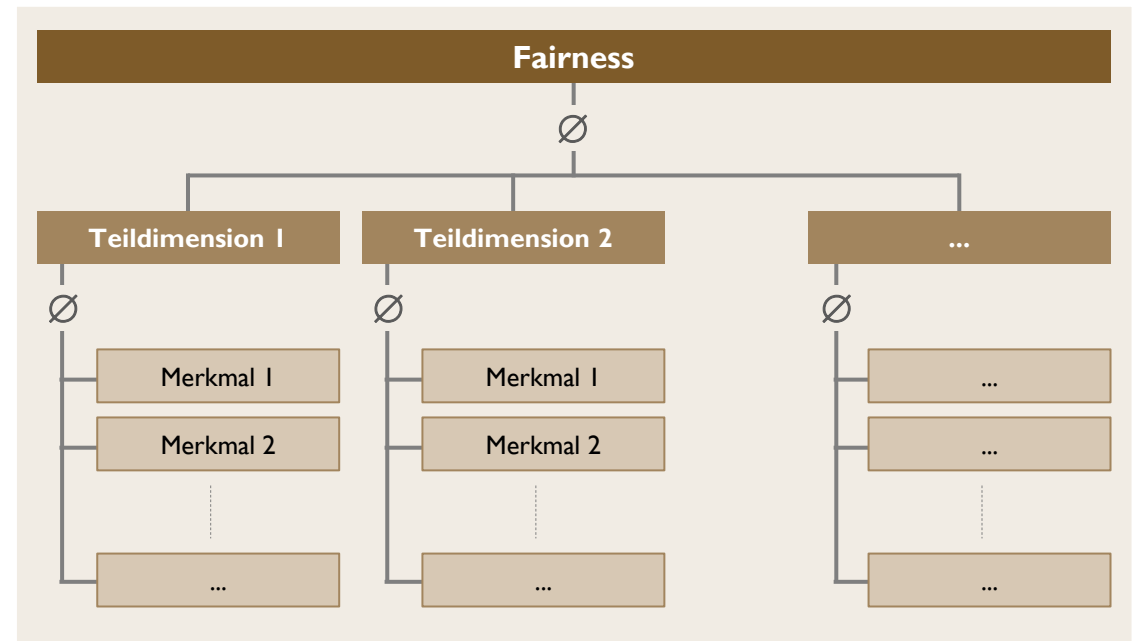 Fairness
Ø
Teildimension 1
Teildimension 2
...
Ø
Ø
Ø
Merkmal 1
Merkmal 1
...
Merkmal 2
Merkmal 2
...
...
...
...